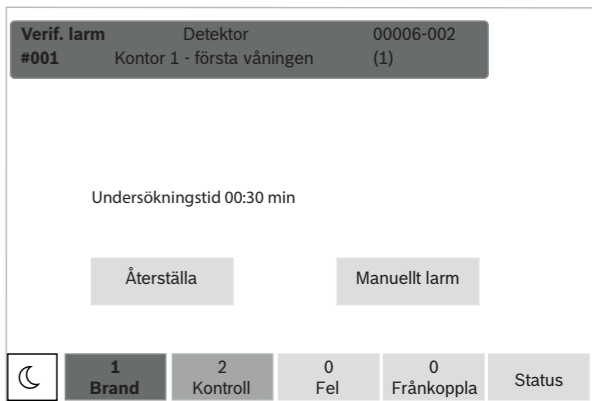 Verif. larm Detektor 00006-002
#001 Kontor 1 - första våningen (1)
Undersökningstid 00:30 min
Återställa Manuellt larm
1 2 0 0
Brand Kontroll Fel Frånkoppla Status